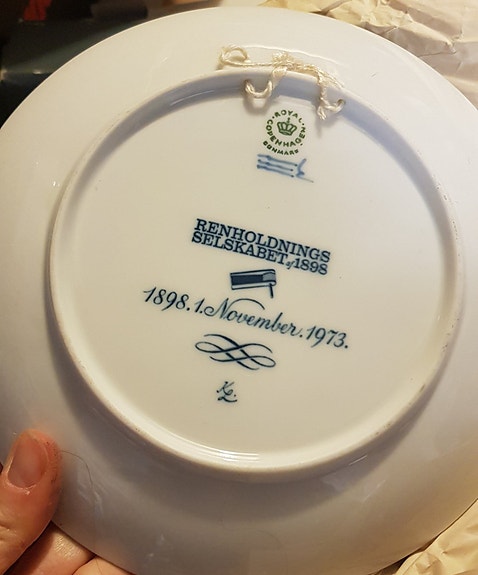 ROYAL COPENHAGEN
DENMARK
RENHOLDNINGS
SELSKABET af 1898
1898.1.November.1973.